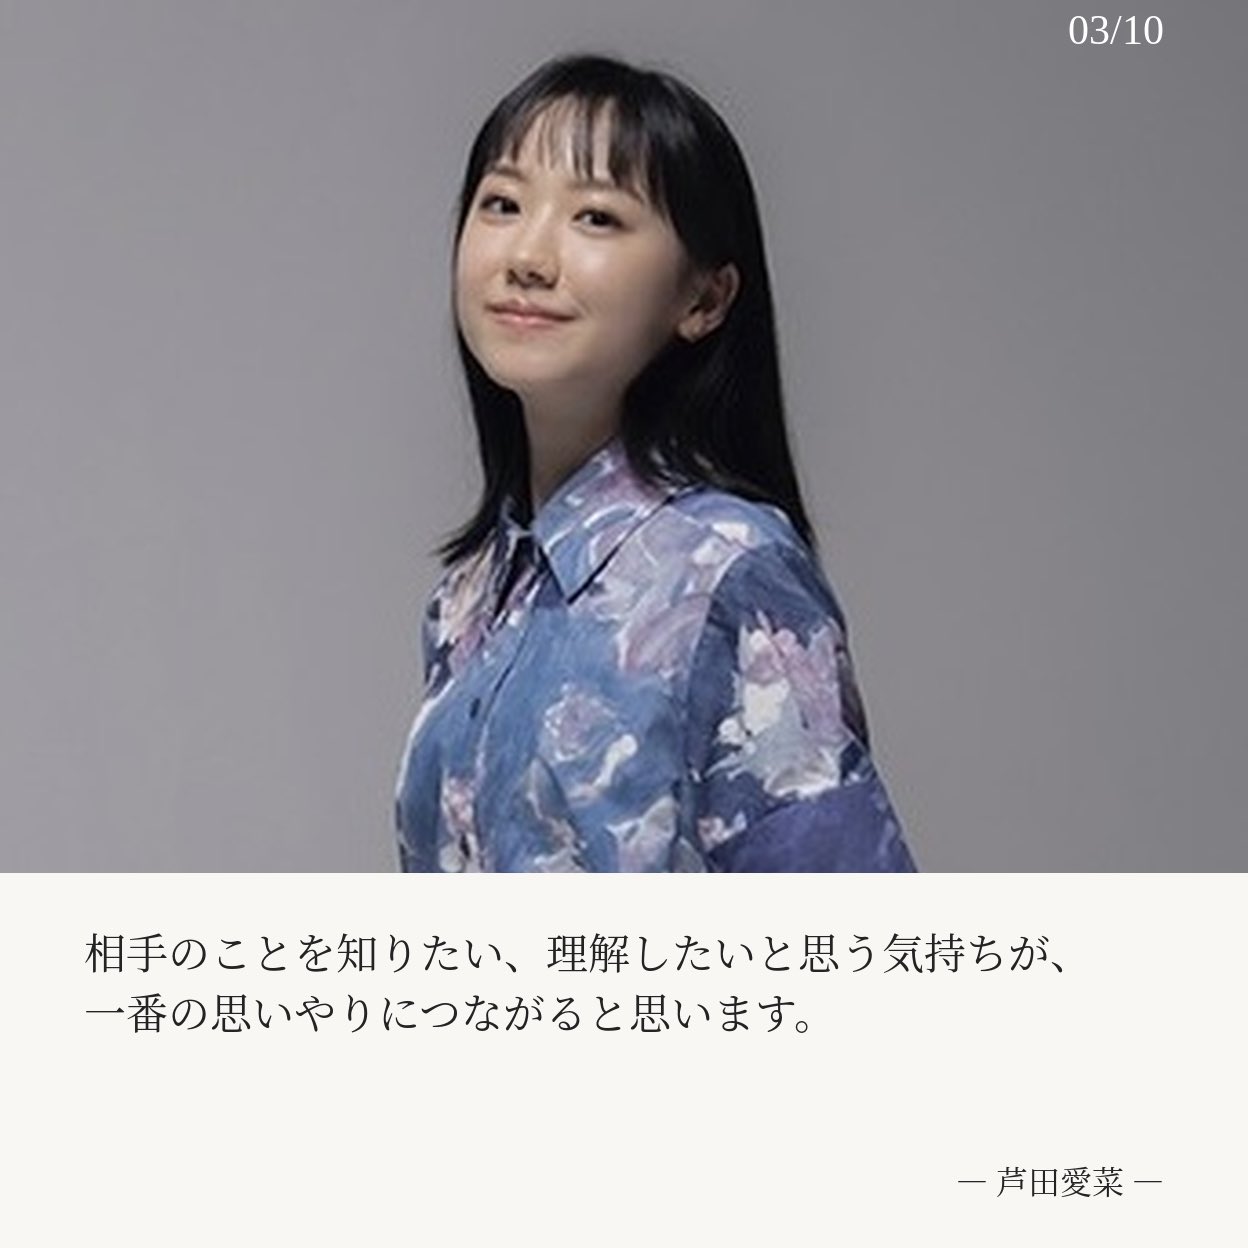 03/10
相手のことを知りたい、理解したいと思う気持ちが、
一番の思いやりにつながると思います。
— 芦田愛菜 —